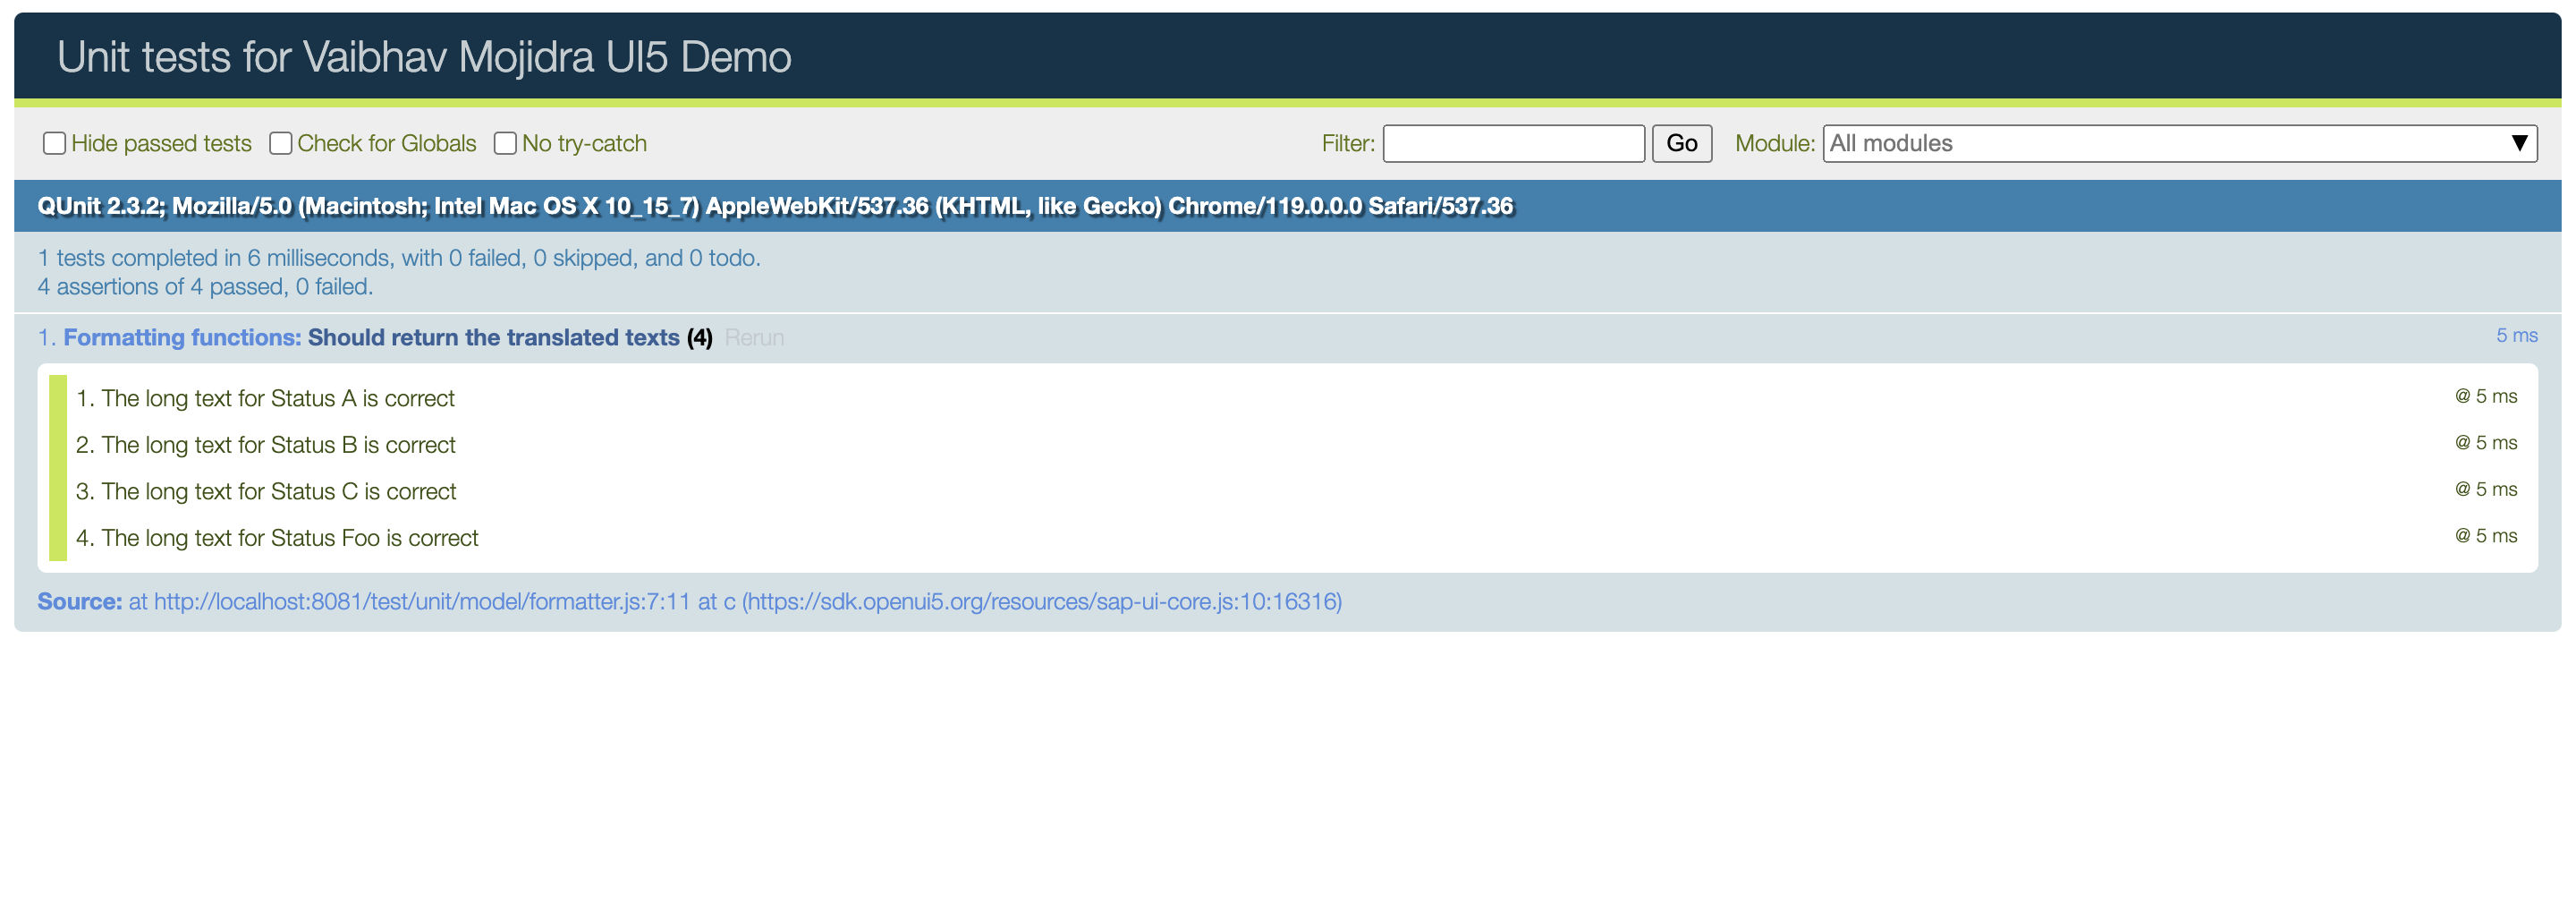 Unit tests for Vaibhav Mojidra UI5 Demo
Hide passed tests Check for Globals No try-catch Filter: Go Module: All modules ▼
QUnit 2.3.2; Mozilla/5.0 (Macintosh; Intel Mac OS X 10_15_7) AppleWebKit/537.36 (KHTML, like Gecko) Chrome/119.0.0.0 Safari/537.36
1 tests completed in 6 milliseconds, with 0 failed, 0 skipped, and 0 todo.
4 assertions of 4 passed, 0 failed.
1. Formatting functions: Should return the translated texts (4) Rerun 5 ms
1. The long text for Status A is correct @ 5 ms
2. The long text for Status B is correct @ 5 ms
3. The long text for Status C is correct @ 5 ms
4. The long text for Status Foo is correct @ 5 ms
Source: at http://localhost:8081/test/unit/model/formatter.js:7:11 at c (https://sdk.openui5.org/resources/sap-ui-core.js:10:16316)